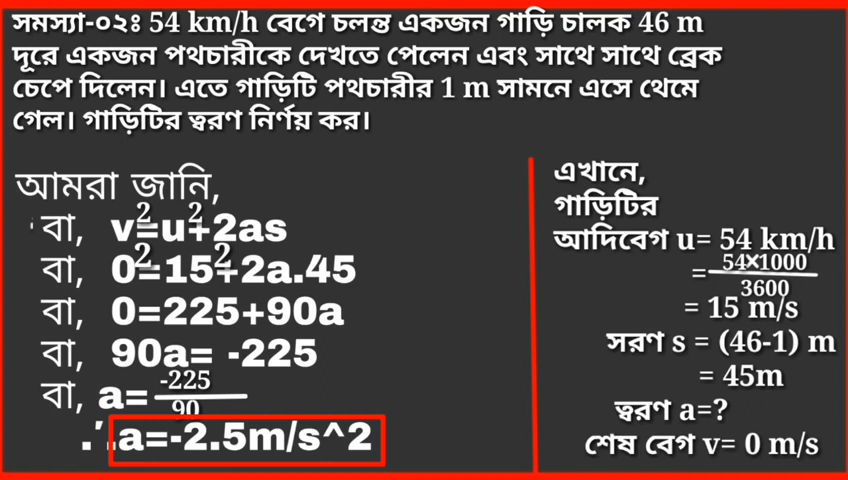 সমস্যা-০২ঃ 54 km/h বেগে চলন্ত একজন গাড়ি চালক 46 m
দূরে একজন পথচারীকে দেখতে পেলেন এবং সাথে সাথে ব্রেক
চেপে দিলেন। এতে গাড়িটি পথচারীর 1 m সামনে এসে থেমে
গেল। গাড়িটির ত্বরণ নির্ণয় কর।
আমরা জানি,
বা, v²=u²+2as
বা, 0²=15²+2a.45
বা, 0=225+90a
বা, 90a= -225
বা, a= -225/90
∴a=-2.5m/s^2
এখানে,
গাড়িটির
আদিবেগ u= 54 km/h
= 54×1000/3600
= 15 m/s
সরণ s = (46-1) m
= 45m
ত্বরণ a=?
শেষ বেগ v= 0 m/s